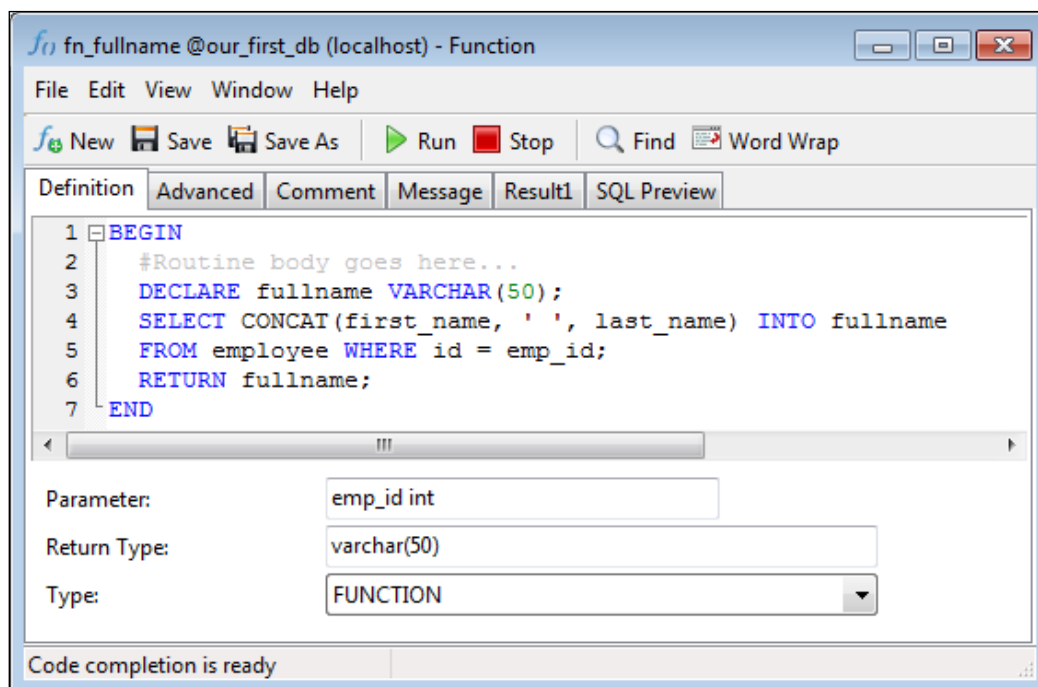 fn_fullname @our_first_db (localhost) - Function
File Edit View Window Help
New Save Save As Run Stop Find Word Wrap
Definition Advanced Comment Message Result1 SQL Preview
1 BEGIN
2 #Routine body goes here...
3 DECLARE fullname VARCHAR(50);
4 SELECT CONCAT(first_name, ' ', last_name) INTO fullname
5 FROM employee WHERE id = emp_id;
6 RETURN fullname;
7 END
Parameter: emp_id int
Return Type: varchar(50)
Type: FUNCTION
Code completion is ready